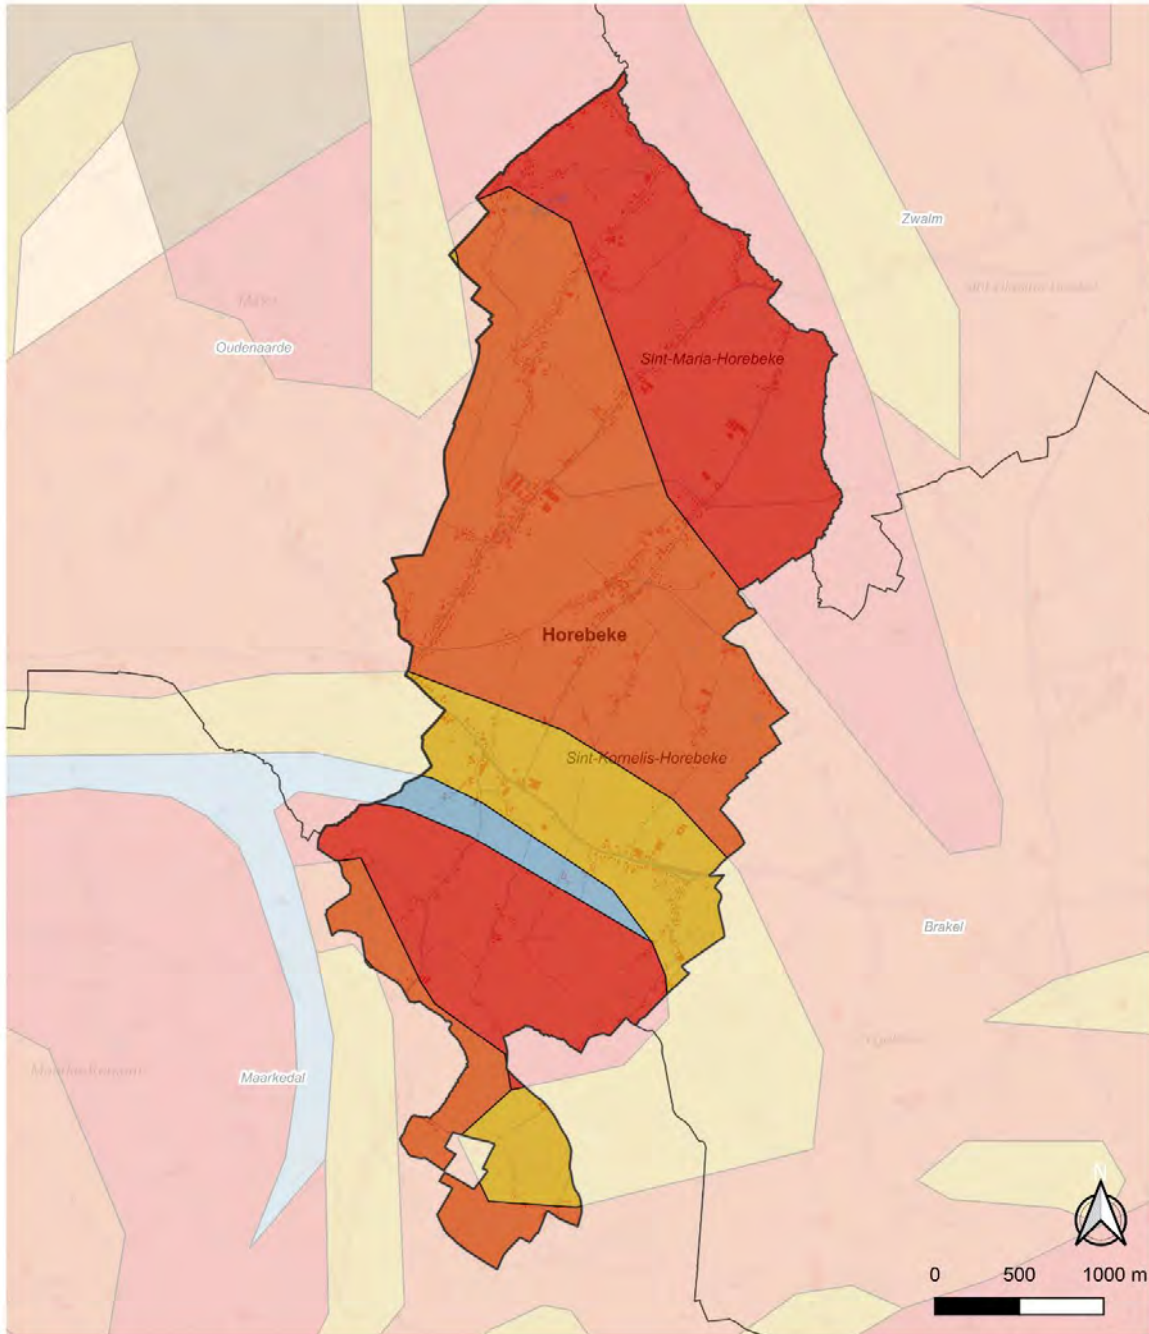 Zwalm
Oudenaarde
Sint-Maria-Horebeke
Horebeke
Sint-Kornelis-Horebeke
Brakel
Maarkedal
N
0 500 1000 m